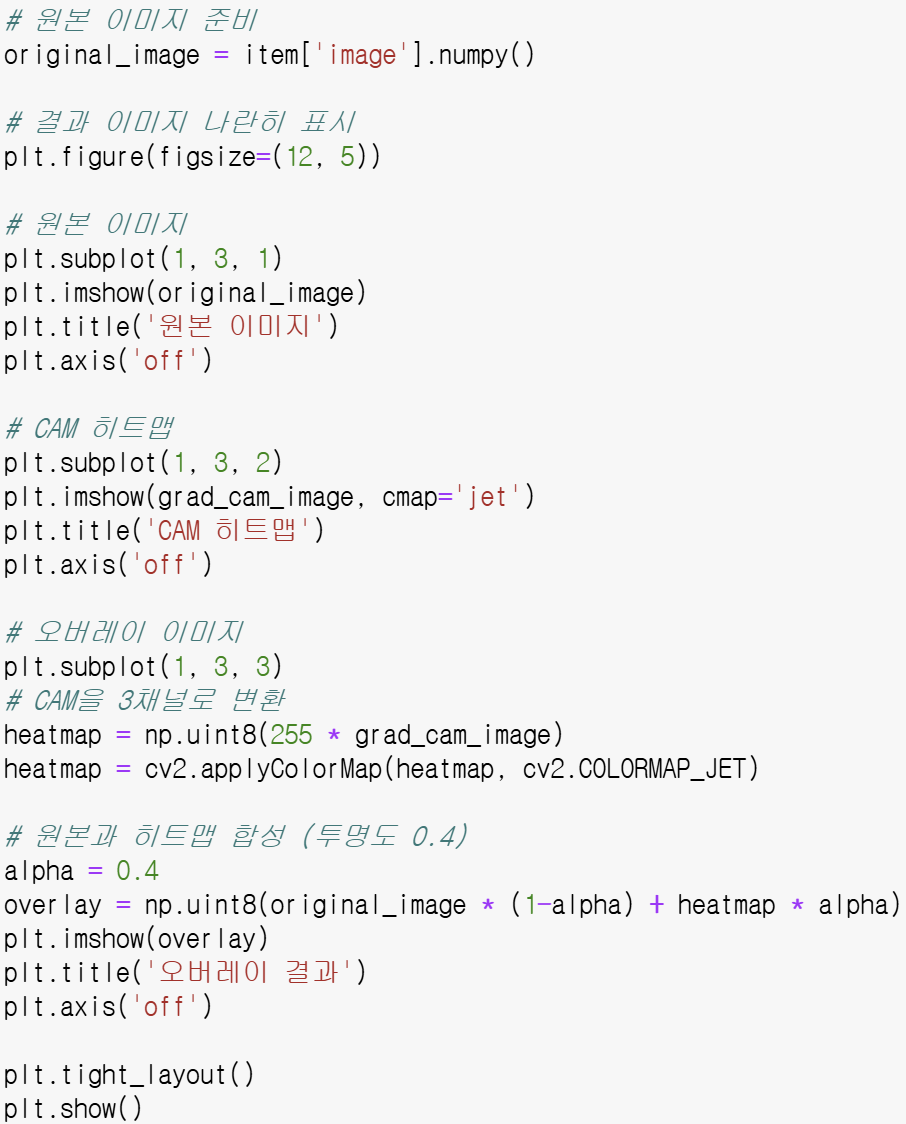 # 원본 이미지 준비
original_image = item['image'].numpy()
# 결과 이미지 나란히 표시
plt.figure(figsize=(12, 5))
# 원본 이미지
plt.subplot(1, 3, 1)
plt.imshow(original_image)
plt.title('원본 이미지')
plt.axis('off')
# CAM 히트맵
plt.subplot(1, 3, 2)
plt.imshow(grad_cam_image, cmap='jet')
plt.title('CAM 히트맵')
plt.axis('off')
# 오버레이 이미지
plt.subplot(1, 3, 3)
# CAM을 3채널로 변환
heatmap = np.uint8(255 * grad_cam_image)
heatmap = cv2.applyColorMap(heatmap, cv2.COLORMAP_JET)
# 원본과 히트맵 합성 (투명도 0.4)
alpha = 0.4
overlay = np.uint8(original_image * (1-alpha) + heatmap * alpha)
plt.imshow(overlay)
plt.title('오버레이 결과')
plt.axis('off')
plt.tight_layout()
plt.show()